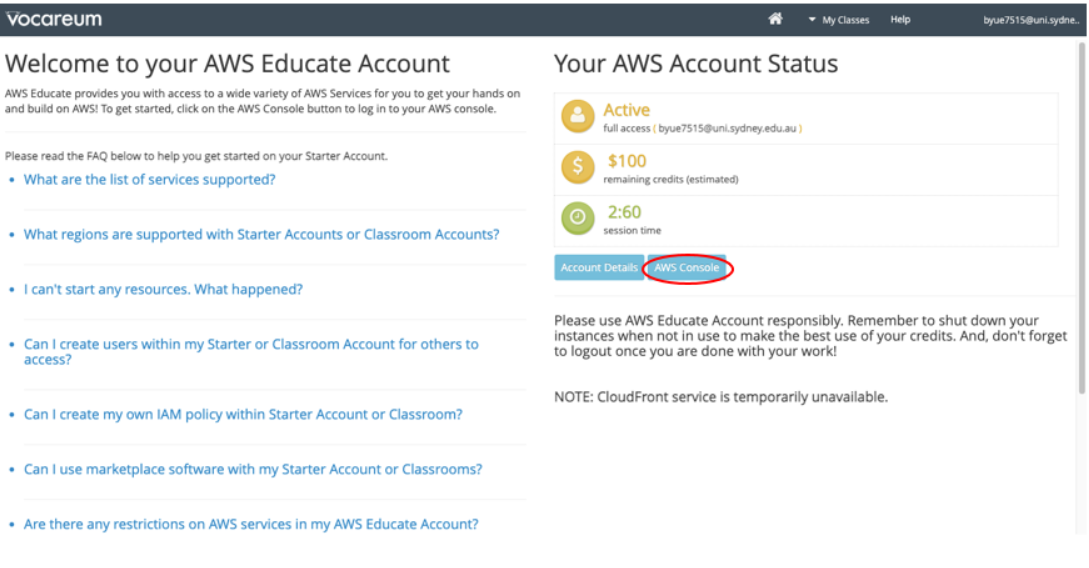 Vocareum
My Classes
Help
byue7515@uni.sydne..
Welcome to your AWS Educate Account
AWS Educate provides you with access to a wide variety of AWS Services for you to get your hands on
and build on AWS! To get started, click on the AWS Console button to log in to your AWS console.
Please read the FAQ below to help you get started on your Starter Account.
• What are the list of services supported?
• What regions are supported with Starter Accounts or Classroom Accounts?
• I can't start any resources. What happened?
• Can I create users within my Starter or Classroom Account for others to
access?
• Can I create my own IAM policy within Starter Account or Classroom?
• Can I use marketplace software with my Starter Account or Classrooms?
• Are there any restrictions on AWS services in my AWS Educate Account?
Your AWS Account Status
Active
full access ( byue7515@uni.sydney.edu.au )
$
$100
remaining credits (estimated)
2:60
session time
Account Details
AWS Console
Please use AWS Educate Account responsibly. Remember to shut down your
instances when not in use to make the best use of your credits. And, don't forget
to logout once you are done with your work!
NOTE: CloudFront service is temporarily unavailable.